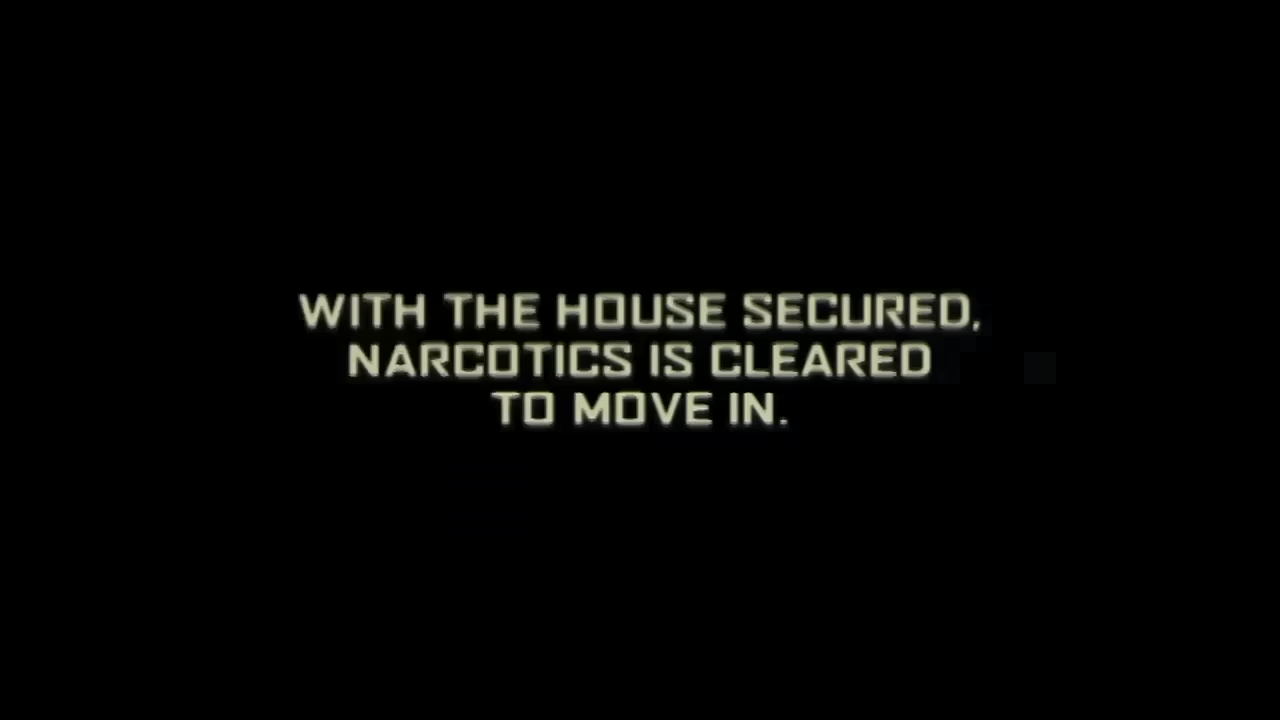 WITH THE HOUSE SECURED,
NARCOTICS IS CLEARED
TO MOVE IN.